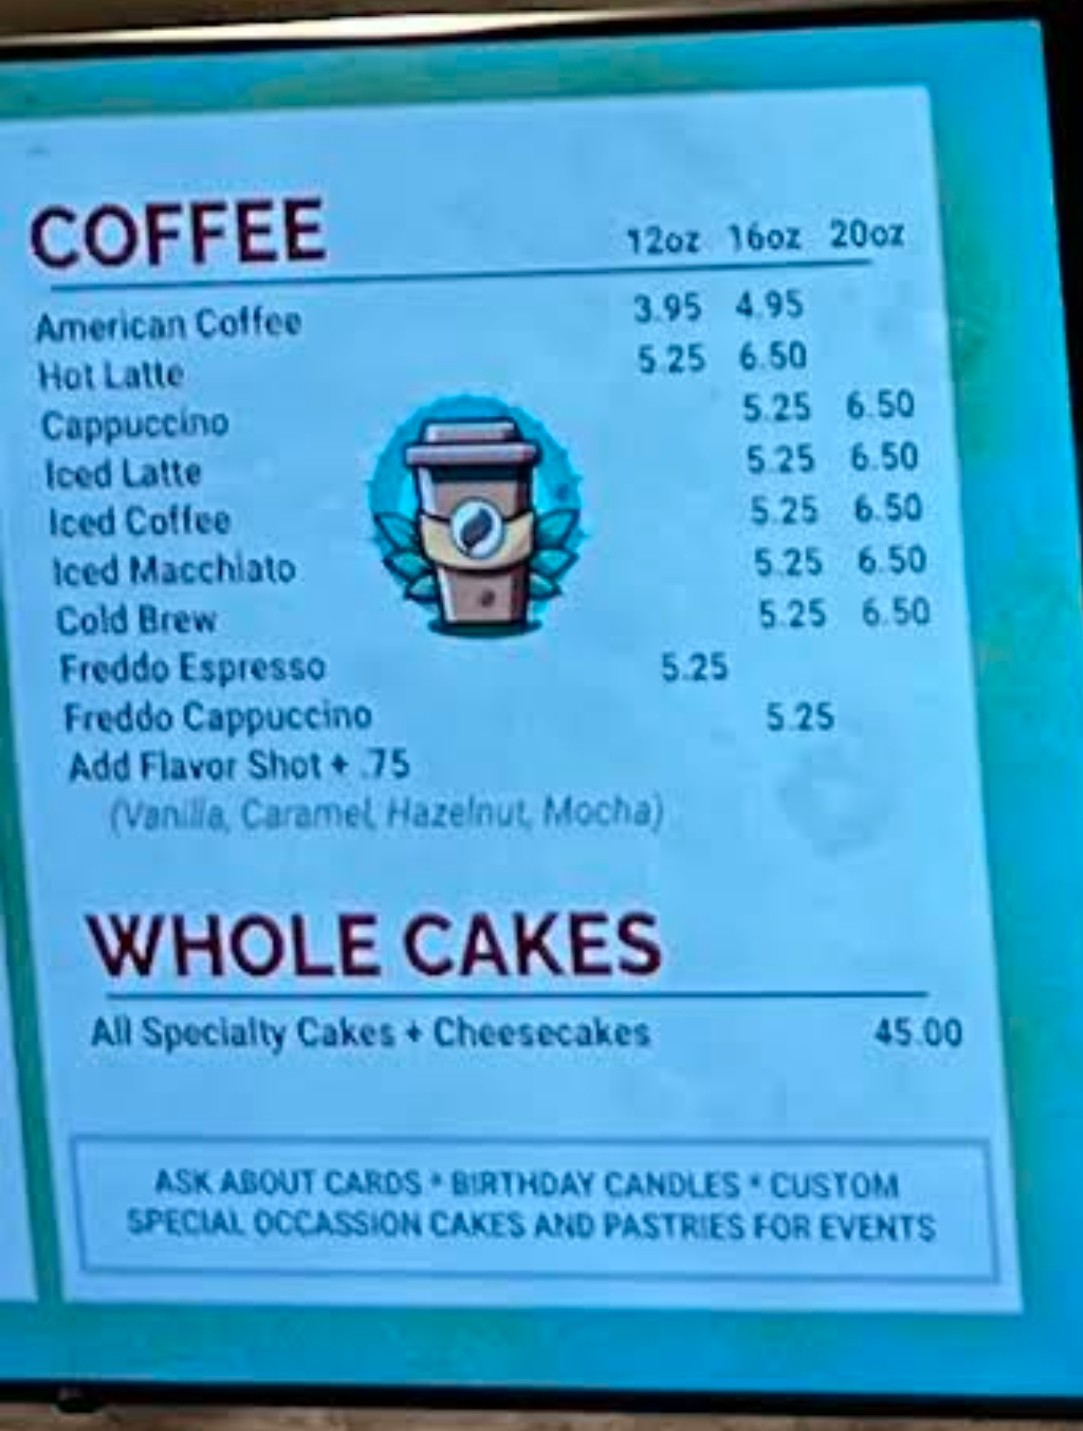 COFFEE 12oz 16oz 20oz
American Coffee 3.95 4.95
Hot Latte 5.25 6.50
Cappuccino 5.25 6.50
Iced Latte 5.25 6.50
Iced Coffee 5.25 6.50
Iced Macchiato 5.25 6.50
Cold Brew 5.25 6.50
Freddo Espresso 5.25
Freddo Cappuccino 5.25
Add Flavor Shot + .75
(Vanilla, Caramel, Hazelnut, Mocha)
WHOLE CAKES
All Specialty Cakes + Cheesecakes 45.00
ASK ABOUT CARDS * BIRTHDAY CANDLES * CUSTOM
SPECIAL OCCASSION CAKES AND PASTRIES FOR EVENTS